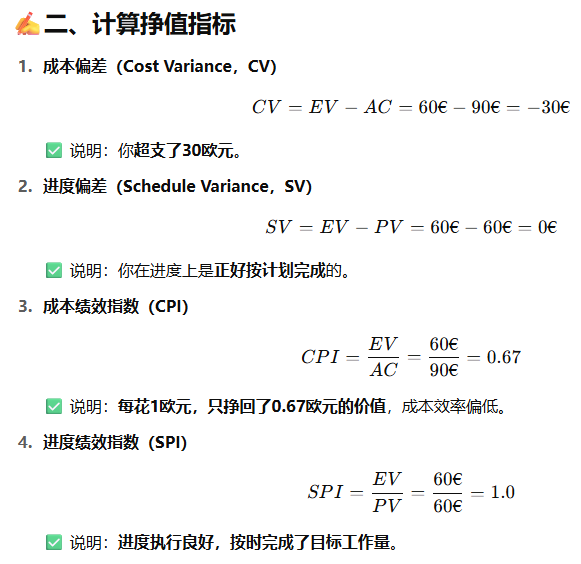 ✍️二、计算挣值指标
1. 成本偏差（Cost Variance，CV）
CV = EV − AC = 60€ − 90€ = −30€
✅ 说明：你超支了30欧元。
2. 进度偏差（Schedule Variance，SV）
SV = EV − PV = 60€ − 60€ = 0€
✅ 说明：你在进度上是正好按计划完成的。
3. 成本绩效指数（CPI）
CPI = EV/AC = 60€/90€ = 0.67
✅ 说明：每花1欧元，只挣回了0.67欧元的价值，成本效率偏低。
4. 进度绩效指数（SPI）
SPI = EV/PV = 60€/60€ = 1.0
✅ 说明：进度执行良好，按时完成了目标工作量。